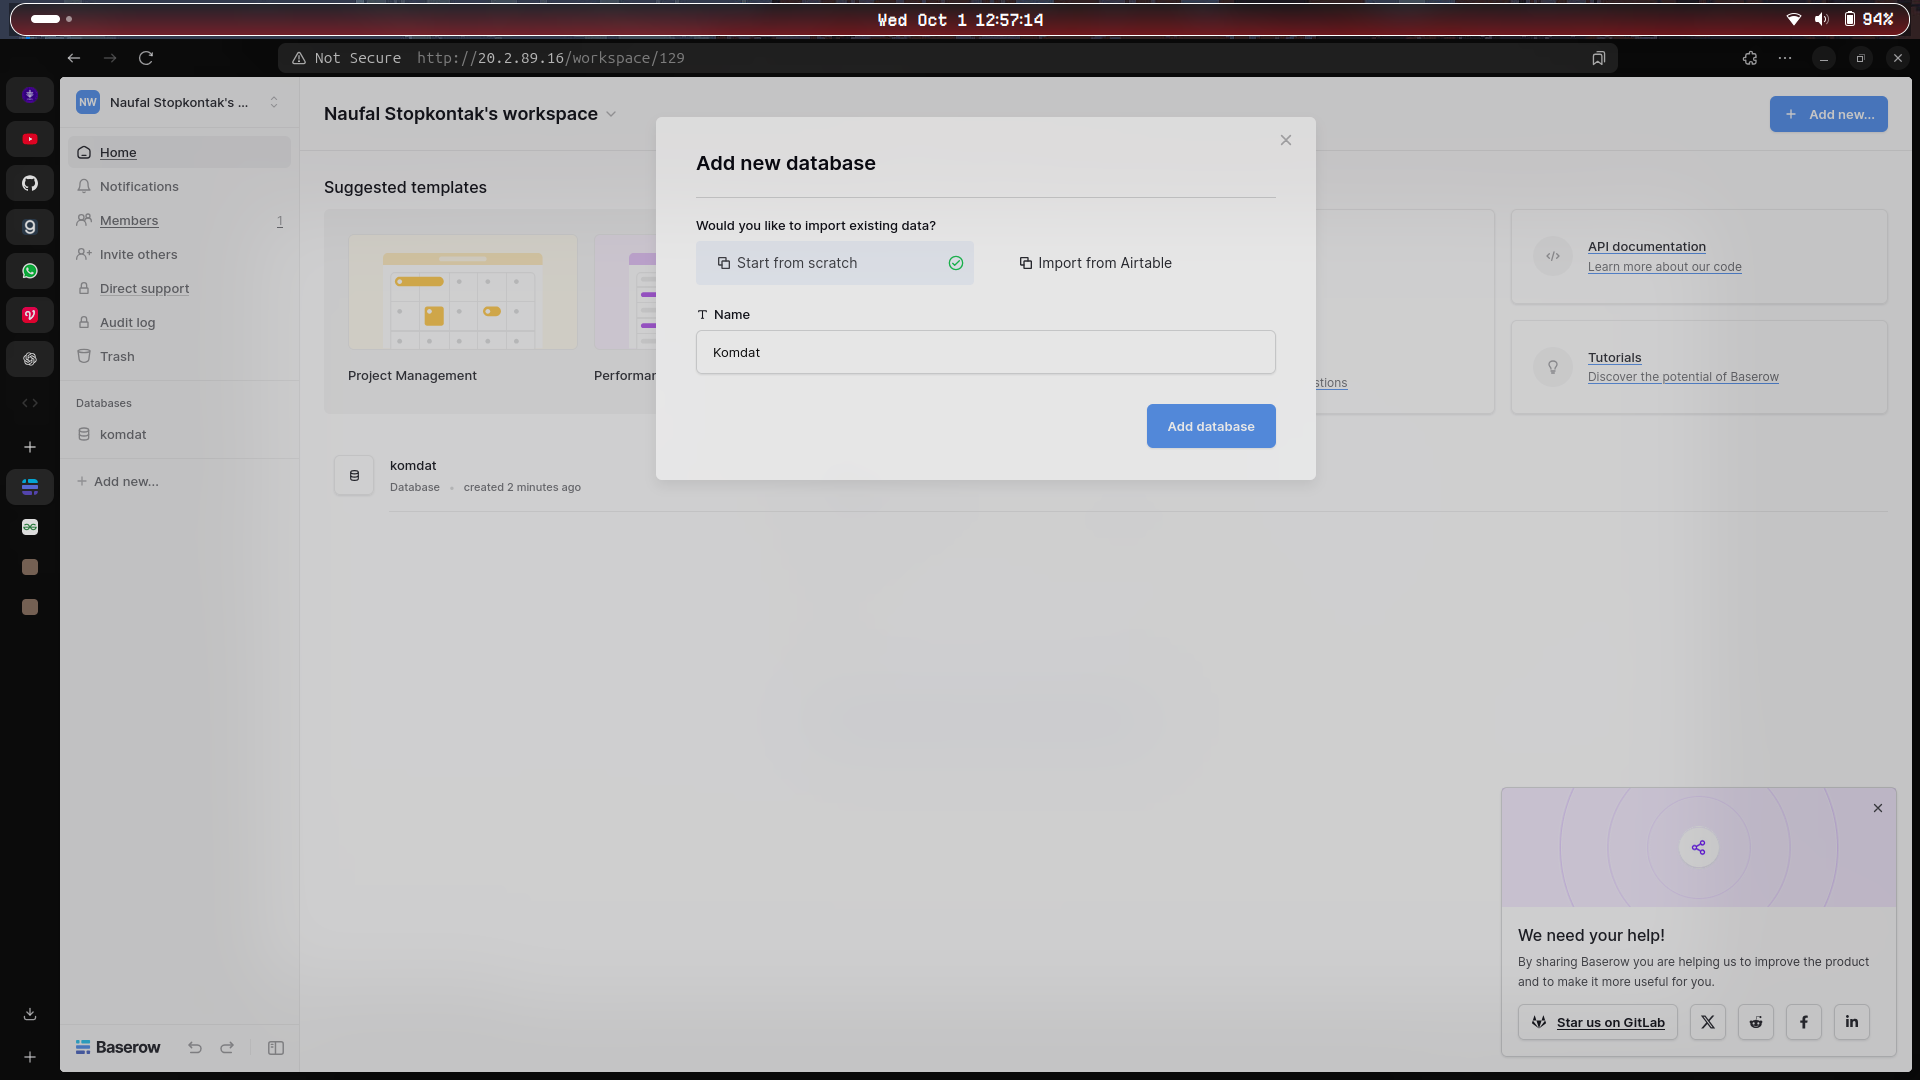 Wed Oct 1 12:57:14
94%
Not Secure http://20.2.89.16/workspace/129
NW Naufal Stopkontak's ...
Home
Notifications
Members 1
Invite others
Direct support
Audit log
Trash
Databases
komdat
+ Add new...
Baserow
Naufal Stopkontak's workspace
+ Add new...
Suggested templates
Project Management
Performan
stions
API documentation
Learn more about our code
Tutorials
Discover the potential of Baserow
komdat
Database • created 2 minutes ago
Add new database
Would you like to import existing data?
Start from scratch
Import from Airtable
Name
Komdat
Add database
We need your help!
By sharing Baserow you are helping us to improve the product
and to make it more useful for you.
Star us on GitLab